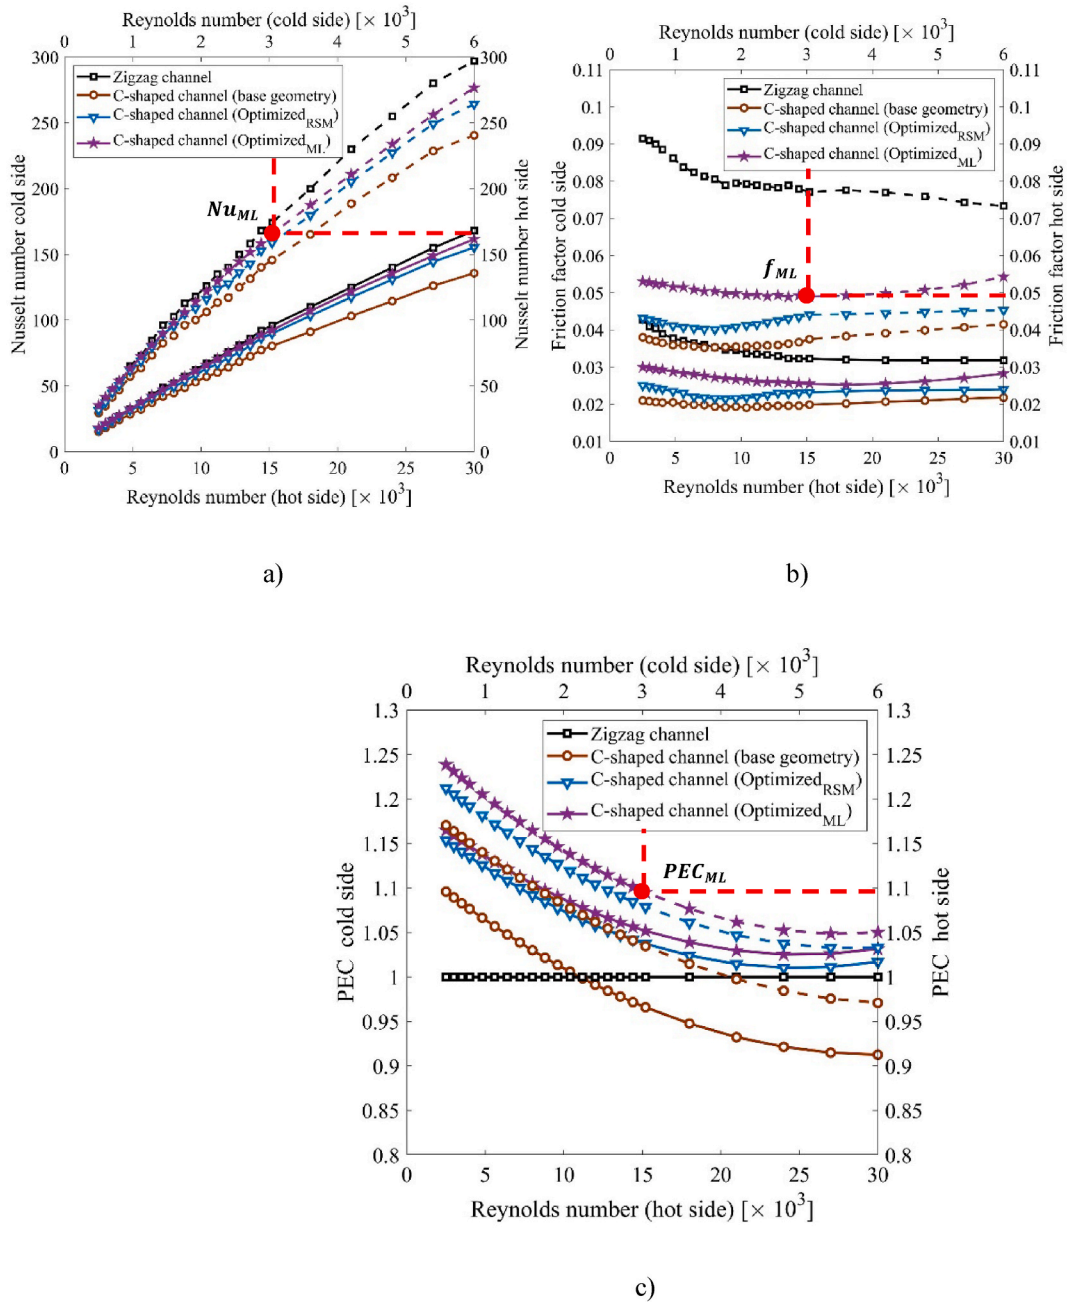 Reynolds number (cold side) [× 10³]
0 1 2 3 4 5 6
Nusselt number cold side
300
250
200
150
100
50
0
Zigzag channel
C-shaped channel (base geometry)
C-shaped channel (Optimized_RSM)
C-shaped channel (Optimized_ML)
Nu_ML
300
250
200
150
100
50
0
Nusselt number hot side
0 5 10 15 20 25 30
Reynolds number (hot side) [× 10³]
a)
Reynolds number (cold side) [× 10³]
0 1 2 3 4 5 6
Friction factor cold side
0.11
0.1
0.09
0.08
0.07
0.06
0.05
0.04
0.03
0.02
0.01
Zigzag channel
C-shaped channel (base geometry)
C-shaped channel (Optimized_RSM)
C-shaped channel (Optimized_ML)
f_ML
0.11
0.1
0.09
0.08
0.07
0.06
0.05
0.04
0.03
0.02
0.01
Friction factor hot side
0 5 10 15 20 25 30
Reynolds number (hot side) [× 10³]
b)
Reynolds number (cold side) [× 10³]
0 1 2 3 4 5 6
PEC cold side
1.3
1.25
1.2
1.15
1.1
1.05
1
0.95
0.9
0.85
0.8
Zigzag channel
C-shaped channel (base geometry)
C-shaped channel (Optimized_RSM)
C-shaped channel (Optimized_ML)
PEC_ML
1.3
1.25
1.2
1.15
1.1
1.05
1
0.95
0.9
0.85
0.8
PEC hot side
0 5 10 15 20 25 30
Reynolds number (hot side) [× 10³]
c)